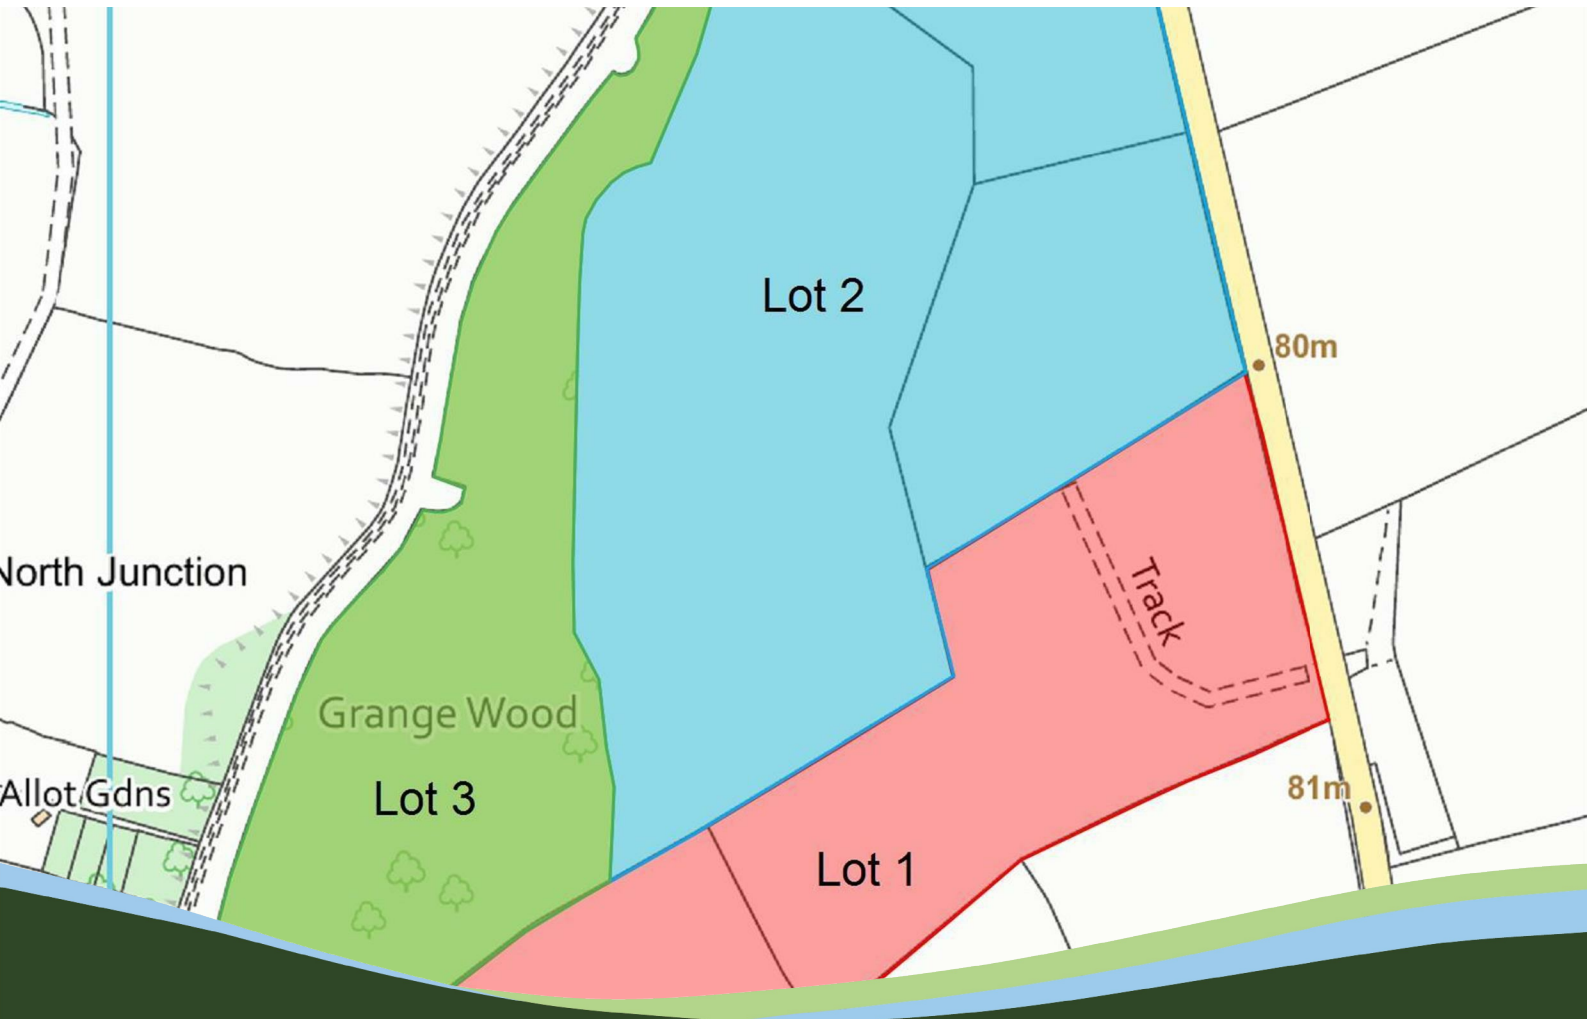 Lot 2
80m
North Junction
Track
Grange Wood
Lot 3
Allot Gdns
81m
Lot 1